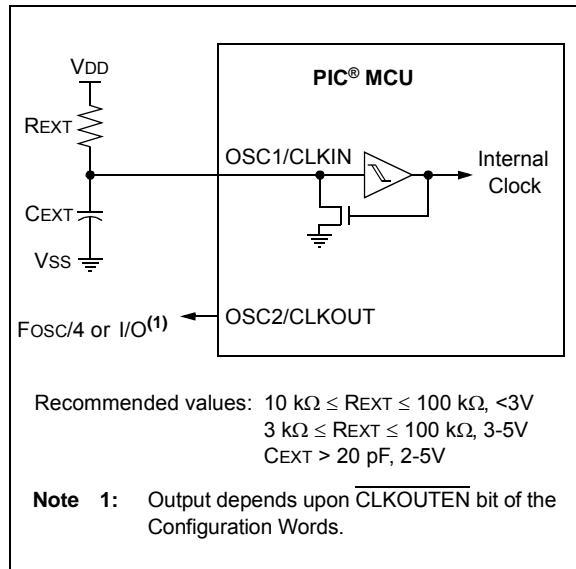 VDD
PIC® MCU
REXT
OSC1/CLKIN
Internal
Clock
CEXT
VSS
OSC2/CLKOUT
FOSC/4 or I/O(1)
Recommended values: 10 kΩ ≤ REXT ≤ 100 kΩ, <3V
3 kΩ ≤ REXT ≤ 100 kΩ, 3-5V
CEXT > 20 pF, 2-5V
Note 1: Output depends upon CLKOUTEN bit of the
Configuration Words.